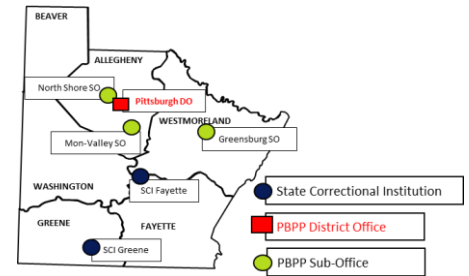 BEAVER
ALLEGHENY
North Shore SO
Pittsburgh DO
WESTMORELAND
Mon-Valley SO
Greensburg SO
SCI Fayette
WASHINGTON
State Correctional Institution
GREENE
FAYETTE
PBPP District Office
SCI Greene
PBPP Sub-Office